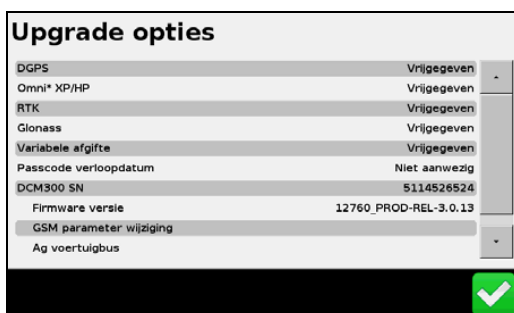 Upgrade opties
DGPS Vrijgegeven
Omni* XP/HP Vrijgegeven
RTK Vrijgegeven
Glonass Vrijgegeven
Variabele afgifte Vrijgegeven
Passcode verloopdatum Niet aanwezig
DCM300 SN 5114526524
Firmware versie 12760_PROD-REL-3.0.13
GSM parameter wijziging
Ag voertuigbus